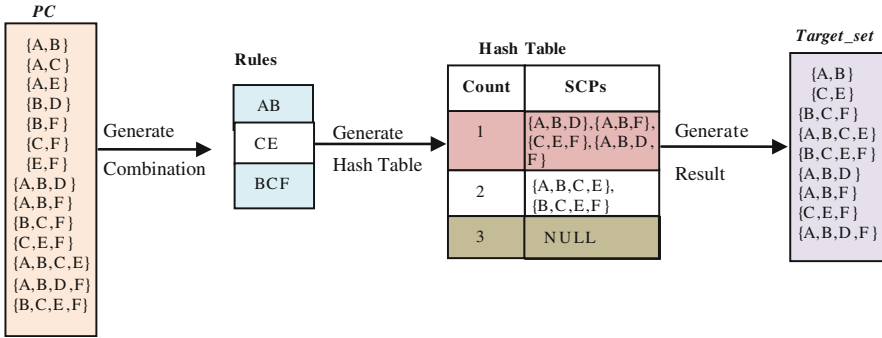 PC
{A,B}
{A,C}
{A,E}
{B,D}
{B,F}
{C,F}
{E,F}
{A,B,D}
{A,B,F}
{B,C,F}
{C,E,F}
{A,B,C,E}
{A,B,D,F}
{B,C,E,F}
Generate
Combination
Rules
AB
CE
BCF
Generate
Hash Table
Hash Table
Count
SCPs
1
{A,B,D},{A,B,F},
{C,E,F},{A,B,D,
F}
2
{A,B,C,E},
{B,C,E,F}
3
NULL
Generate
Result
Target_set
{A,B}
{C,E}
{B,C,F}
{A,B,C,E}
{B,C,E,F}
{A,B,D}
{A,B,F}
{C,E,F}
{A,B,D,F}